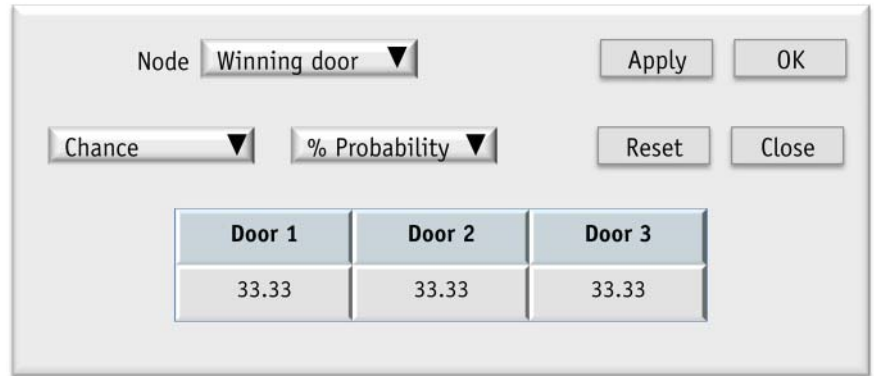 Node Winning door Apply OK
Chance % Probability Reset Close
Door 1 Door 2 Door 3
33.33 33.33 33.33